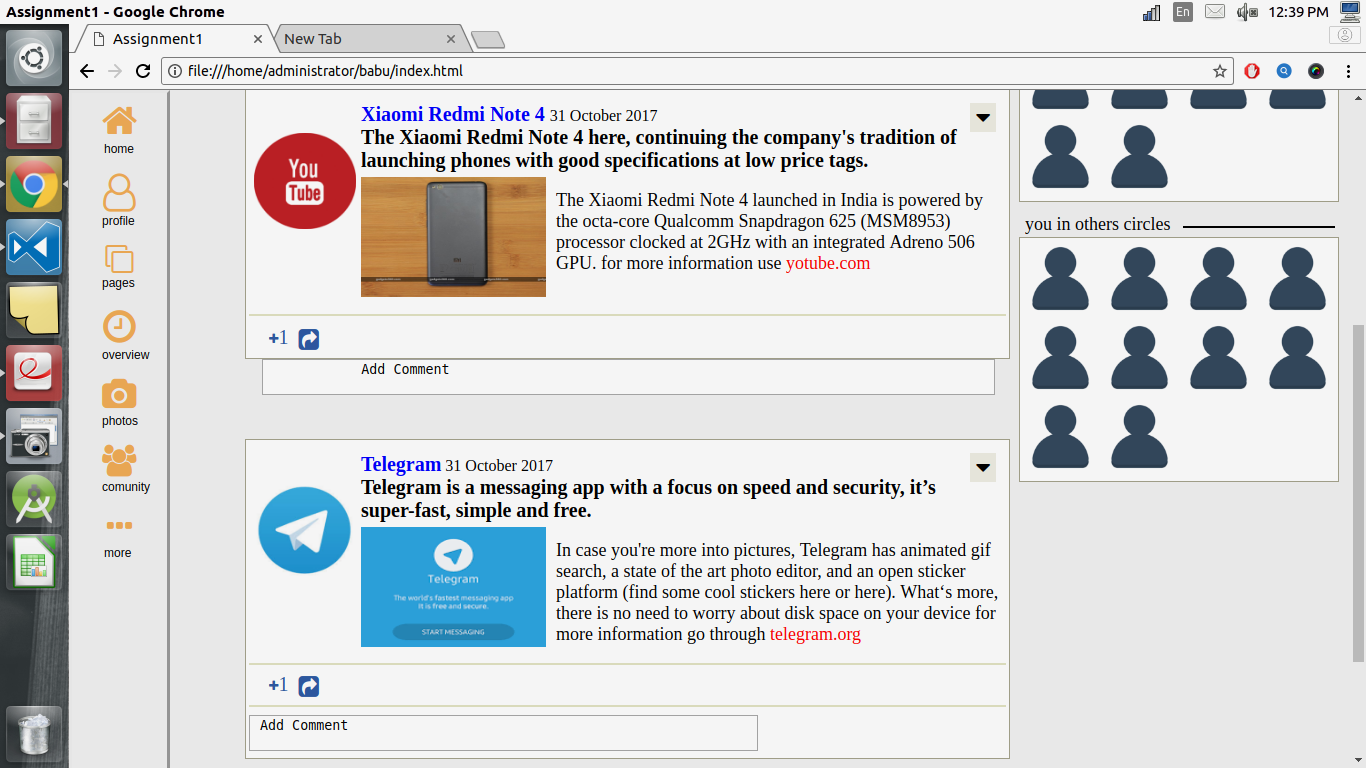 Assignment1 - Google Chrome
En
12:39 PM
Assignment1
New Tab
file:///home/administrator/babu/index.html
home
profile
pages
overview
photos
comunity
more
Xiaomi Redmi Note 4 31 October 2017
The Xiaomi Redmi Note 4 here, continuing the company's tradition of
launching phones with good specifications at low price tags.
You
Tube
The Xiaomi Redmi Note 4 launched in India is powered by
the octa-core Qualcomm Snapdragon 625 (MSM8953)
processor clocked at 2GHz with an integrated Adreno 506
GPU. for more information use yotube.com
+1
Add Comment
Telegram 31 October 2017
Telegram is a messaging app with a focus on speed and security, it’s
super-fast, simple and free.
Telegram
The world's fastest messaging app
It is free and secure.
START MESSAGING
In case you're more into pictures, Telegram has animated gif
search, a state of the art photo editor, and an open sticker
platform (find some cool stickers here or here). What‘s more,
there is no need to worry about disk space on your device for
more information go through telegram.org
+1
Add Comment
you in others circles